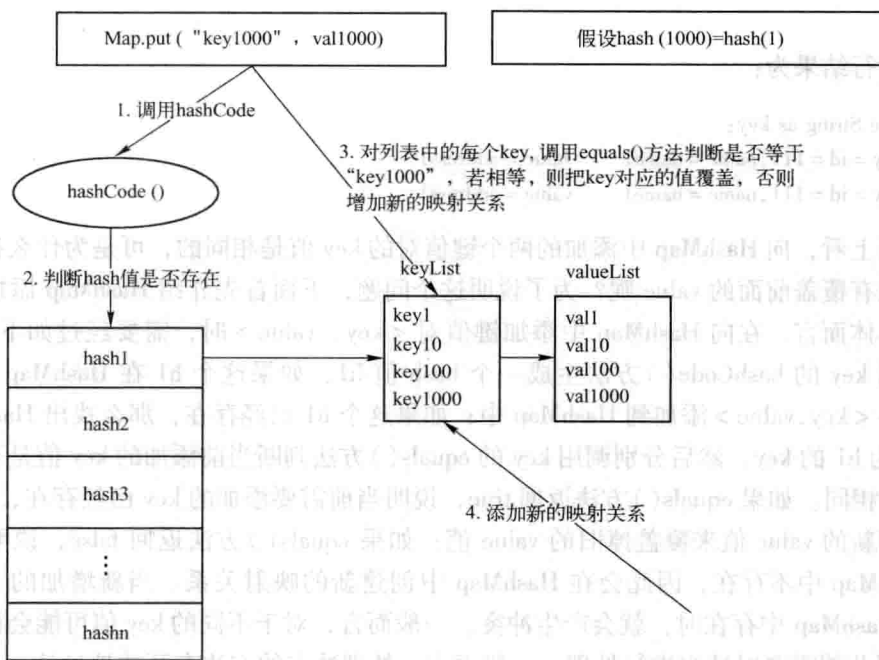 Map.put ( "key1000" , val1000)
假设hash (1000)=hash(1)
1. 调用hashCode
3. 对列表中的每个key, 调用equals()方法判断是否等于
“key1000”，若相等，则把key对应的值覆盖，否则
增加新的映射关系
hashCode ()
2. 判断hash值是否存在
keyList
valueList
key1
key10
key100
key1000
val1
val10
val100
val1000
hash1
hash2
hash3
⋮
hashn
4. 添加新的映射关系